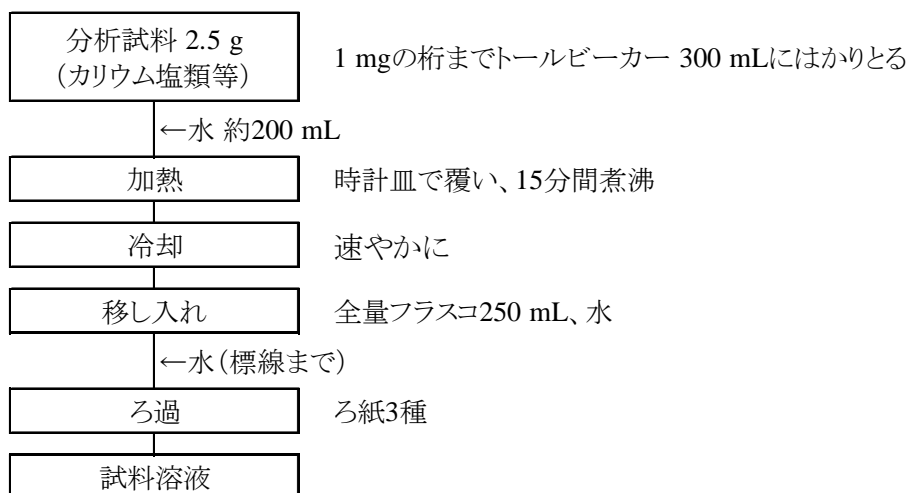 分析試料 2.5 g
(カリウム塩類等)
1 mgの桁までトールビーカー 300 mLにはかりとる
←水 約200 mL
加熱
時計皿で覆い、15分間煮沸
冷却
速やかに
移し入れ
全量フラスコ250 mL、水
←水(標線まで)
ろ過
ろ紙3種
試料溶液